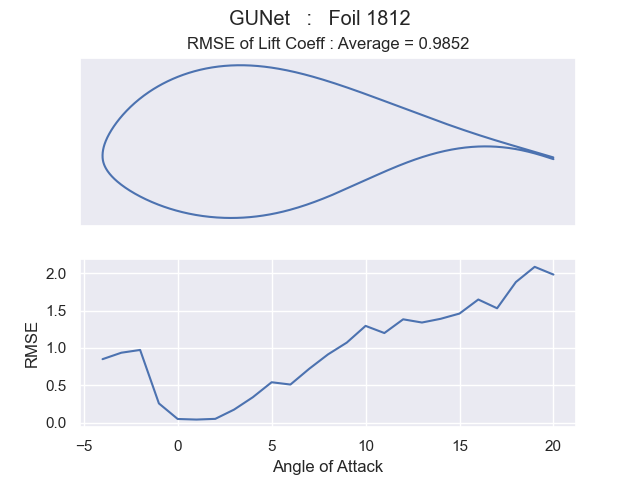 GUNet : Foil 1812
RMSE of Lift Coeff : Average = 0.9852
2.0
1.5
1.0
0.5
0.0
RMSE
−5 0 5 10 15 20
Angle of Attack